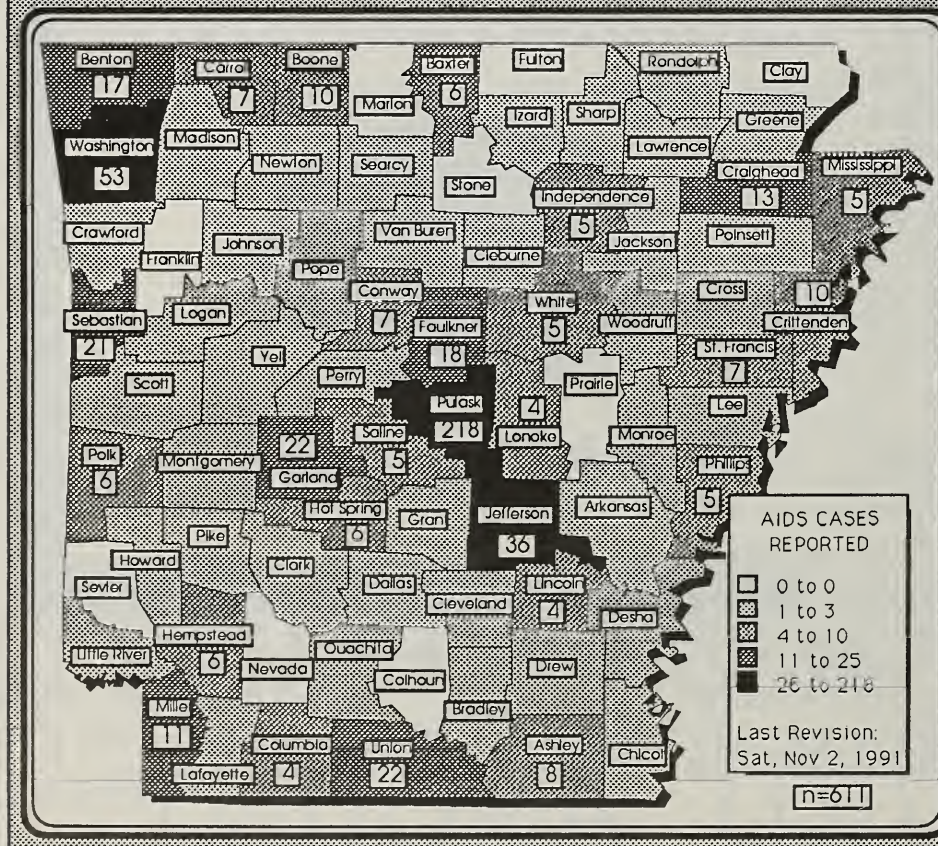 Benton
17
Carrol
7
Boone
10
Marion
Baxter
6
Fulton
Randolph
Clay
Izard
Sharp
Greene
Washington
53
Madison
Newton
Searcy
Stone
Lawrence
Craighead
13
Mississippi
5
Independence
5
Crawford
Franklin
Johnson
Pope
Van Buren
Cleburne
Jackson
Poinsett
Sebastian
21
Logan
Conway
7
Faulkner
18
White
5
Woodruff
Cross
10
Crittenden
St. Francis
7
Scott
Yel
Perry
Pulask
218
4
Lonoke
Prairie
Monroe
Lee
Polk
6
Montgomery
22
Garland
Saline
5
Phillips
5
Hot Spring
6
Gran
Jefferson
36
Arkansas
Howard
Pike
Clark
Dallas
Cleveland
Lincoln
4
Desha
Sevier
Little River
Hempstead
6
Nevada
Ouachita
Calhoun
Bradley
Drew
Mille
11
Lafayette
Columbia
4
Union
22
Ashley
8
Chicot
AIDS CASES
REPORTED
0 to 0
1 to 3
4 to 10
11 to 25
26 to 218
Last Revision:
Sat, Nov 2, 1991
n=611